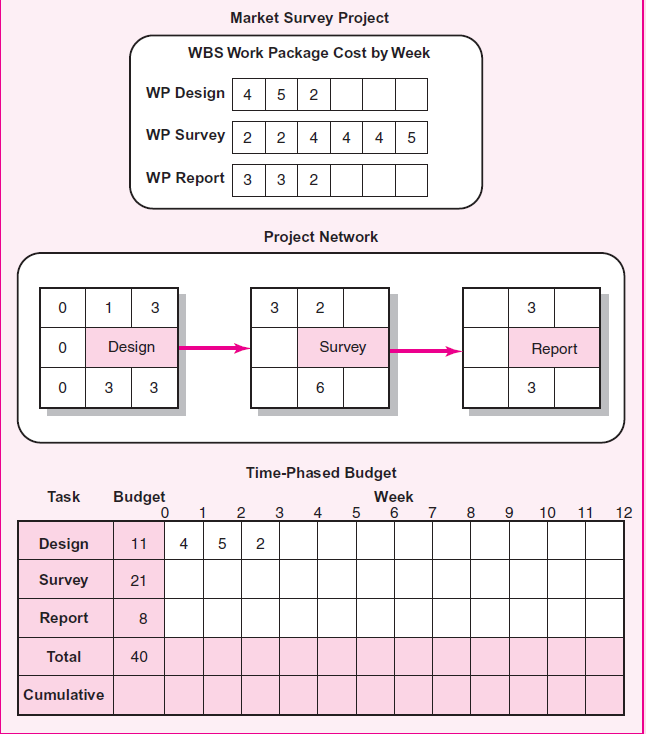 Market Survey Project
WBS Work Package Cost by Week
WP Design 4 5 2
WP Survey 2 2 4 4 4 5
WP Report 3 3 2
Project Network
0 1 3
0 Design
0 3 3
3 2
Survey
6
3
Report
3
Time-Phased Budget
Task Budget Week
0 1 2 3 4 5 6 7 8 9 10 11 12
Design 11 4 5 2
Survey 21
Report 8
Total 40
Cumulative